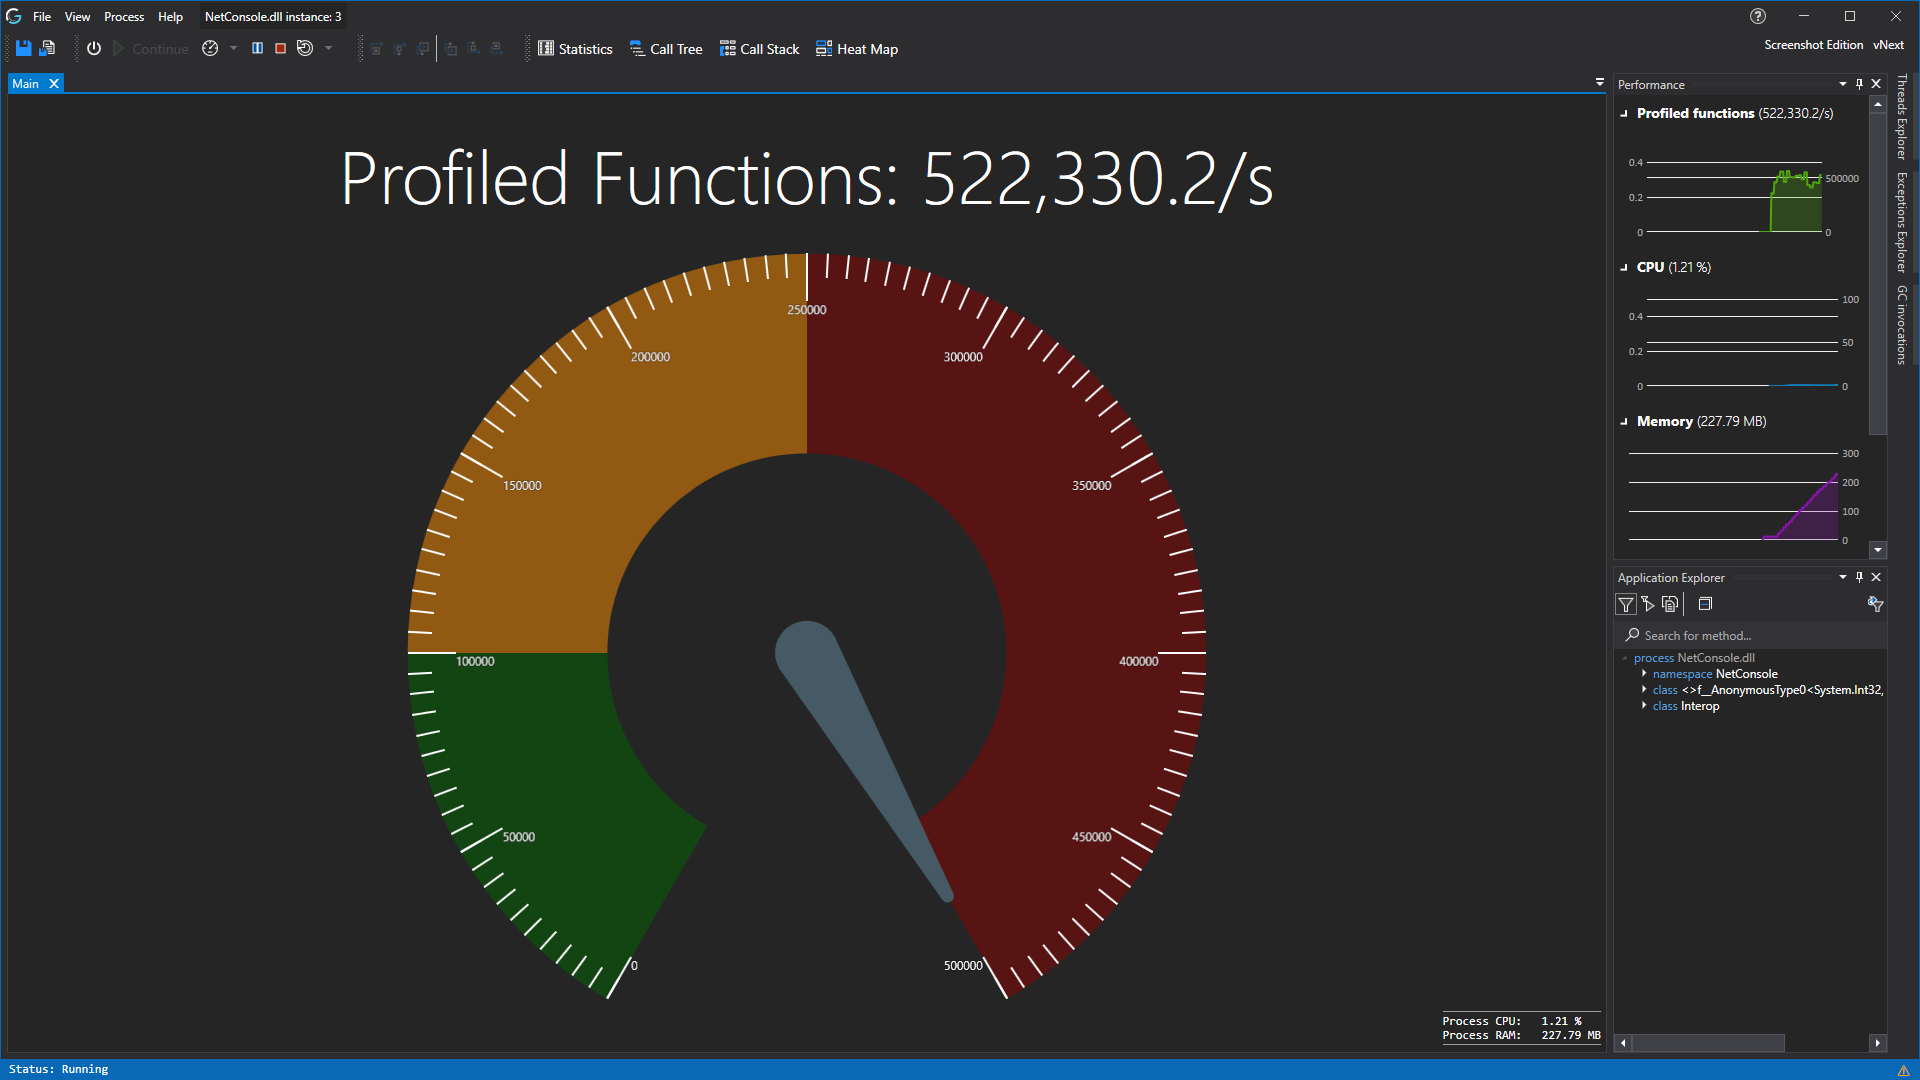 File View Process Help NetConsole.dll instance: 3
Continue Statistics Call Tree Call Stack Heat Map Screenshot Edition vNext
Main
Profiled Functions: 522,330.2/s
250000
200000
300000
150000
350000
100000
400000
50000
450000
0
500000
Process CPU: 1.21 %
Process RAM: 227.79 MB
Performance
Profiled functions (522,330.2/s)
0.4
500000
0.2
0 0
CPU (1.21 %)
100
0.4
50
0.2
0 0
Memory (227.79 MB)
300
200
100
0
Application Explorer
Search for method...
process NetConsole.dll
namespace NetConsole
class <>f__AnonymousType0<System.Int32,
class Interop
Threads Explorer
Exceptions Explorer
GC invocations
Status: Running